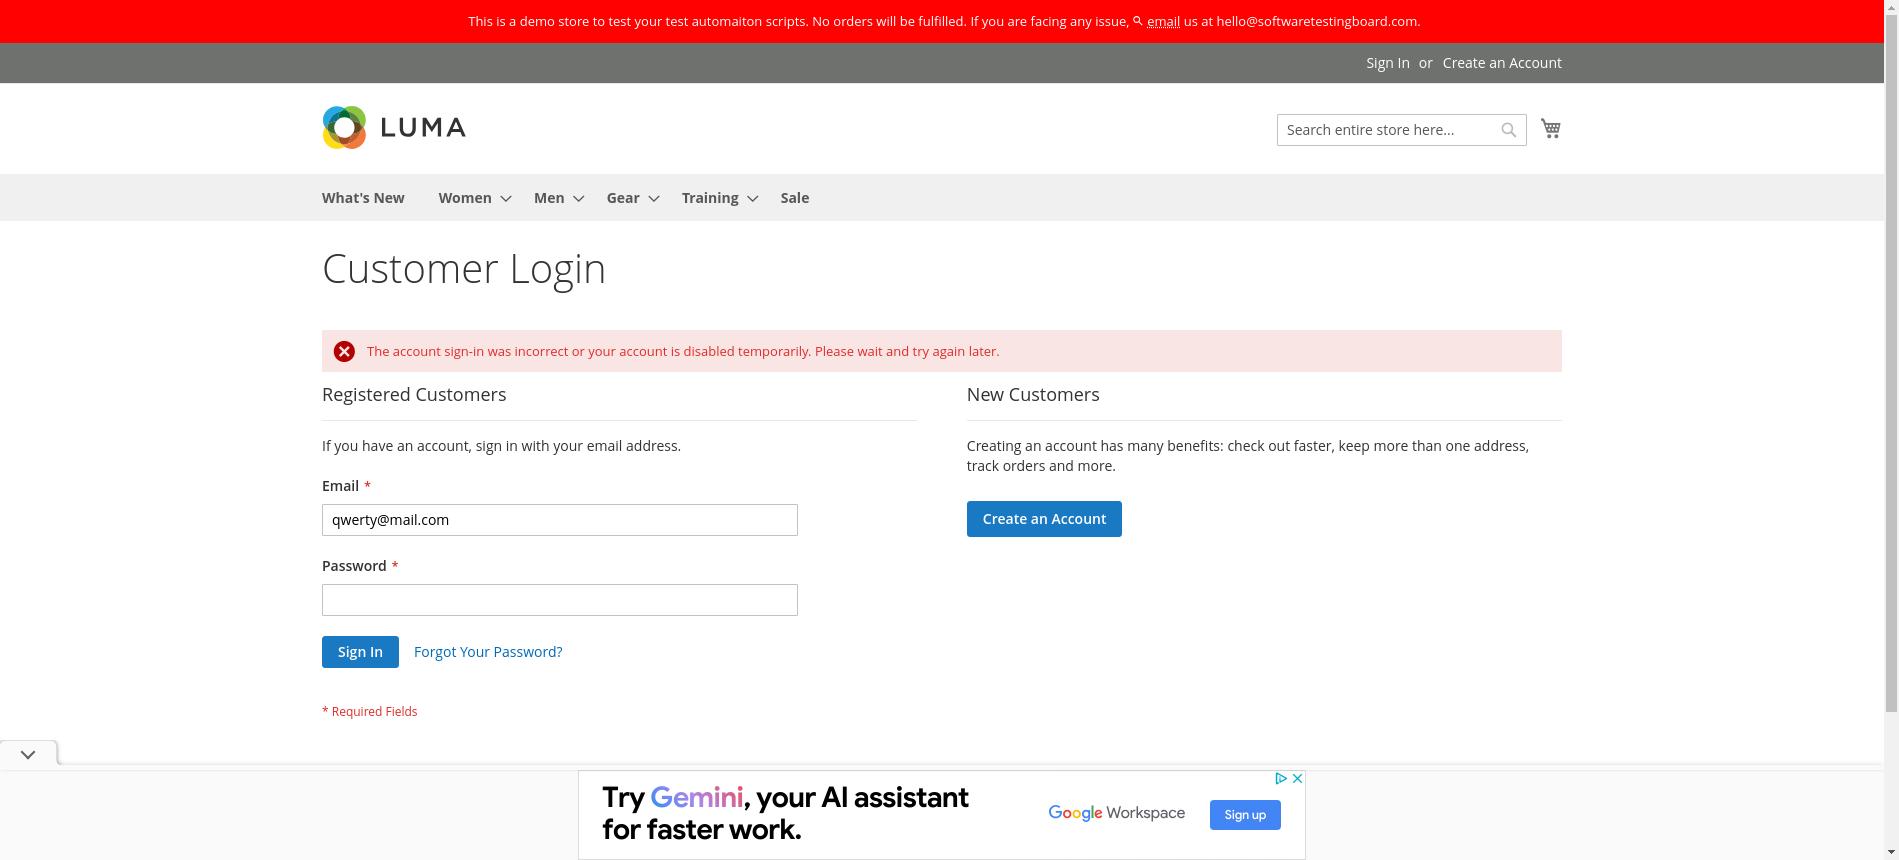 This is a demo store to test your test automaiton scripts. No orders will be fulfilled. If you are facing any issue, email us at hello@softwaretestingboard.com.
Sign In or Create an Account
LUMA
Search entire store here...
What's New Women Men Gear Training Sale
Customer Login
The account sign-in was incorrect or your account is disabled temporarily. Please wait and try again later.
Registered Customers
If you have an account, sign in with your email address.
Email *
qwerty@mail.com
Password *
Sign In Forgot Your Password?
* Required Fields
New Customers
Creating an account has many benefits: check out faster, keep more than one address,
track orders and more.
Create an Account
Try Gemini, your AI assistant
for faster work.
Google Workspace
Sign up